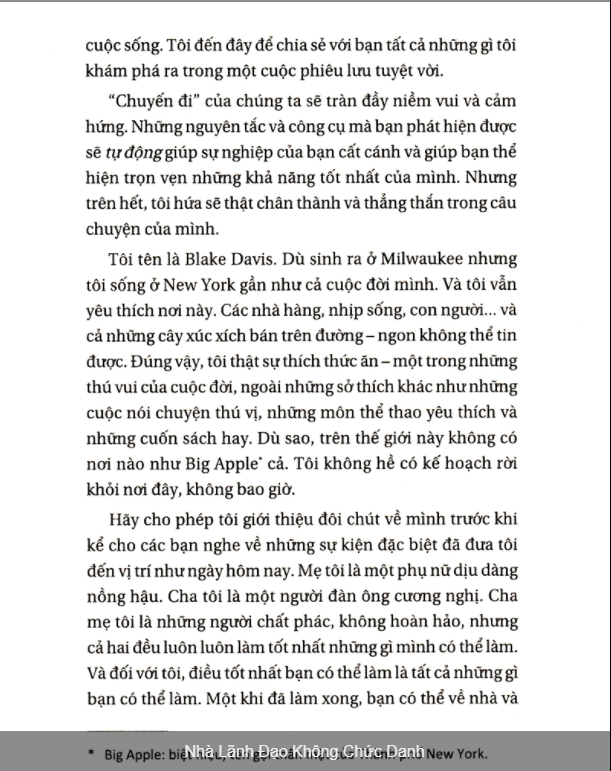 cuộc sống. Tôi đến đây để chia sẻ với bạn tất cả những gì tôi
khám phá ra trong một cuộc phiêu lưu tuyệt vời.
“Chuyến đi” của chúng ta sẽ tràn đầy niềm vui và cảm
hứng. Những nguyên tắc và công cụ mà bạn phát hiện được
sẽ tự động giúp sự nghiệp của bạn cất cánh và giúp bạn thể
hiện trọn vẹn những khả năng tốt nhất của mình. Nhưng
trên hết, tôi hứa sẽ thật chân thành và thẳng thắn trong câu
chuyện của mình.
Tôi tên là Blake Davis. Dù sinh ra ở Milwaukee nhưng
tôi sống ở New York gần như cả cuộc đời mình. Và tôi vẫn
yêu thích nơi này. Các nhà hàng, nhịp sống, con người... và
cả những cây xúc xích bán trên đường – ngon không thể tin
được. Đúng vậy, tôi thật sự thích thức ăn – một trong những
thú vui của cuộc đời, ngoài những sở thích khác như những
cuộc nói chuyện thú vị, những môn thể thao yêu thích và
những cuốn sách hay. Dù sao, trên thế giới này không có
nơi nào như Big Apple* cả. Tôi không hề có kế hoạch rời
khỏi nơi đây, không bao giờ.
Hãy cho phép tôi giới thiệu đôi chút về mình trước khi
kể cho các bạn nghe về những sự kiện đặc biệt đã đưa tôi
đến vị trí như ngày hôm nay. Mẹ tôi là một phụ nữ dịu dàng
nồng hậu. Cha tôi là một người đàn ông cương nghị. Cha
mẹ tôi là những người chất phác, không hoàn hảo, nhưng
cả hai đều luôn luôn làm tốt nhất những gì mình có thể làm.
Và đối với tôi, điều tốt nhất bạn có thể làm là tất cả những gì
bạn có thể làm. Một khi đã làm xong, bạn có thể về nhà và
* Big Apple: New York.
Nhà Lãnh Đạo Không Chức Danh